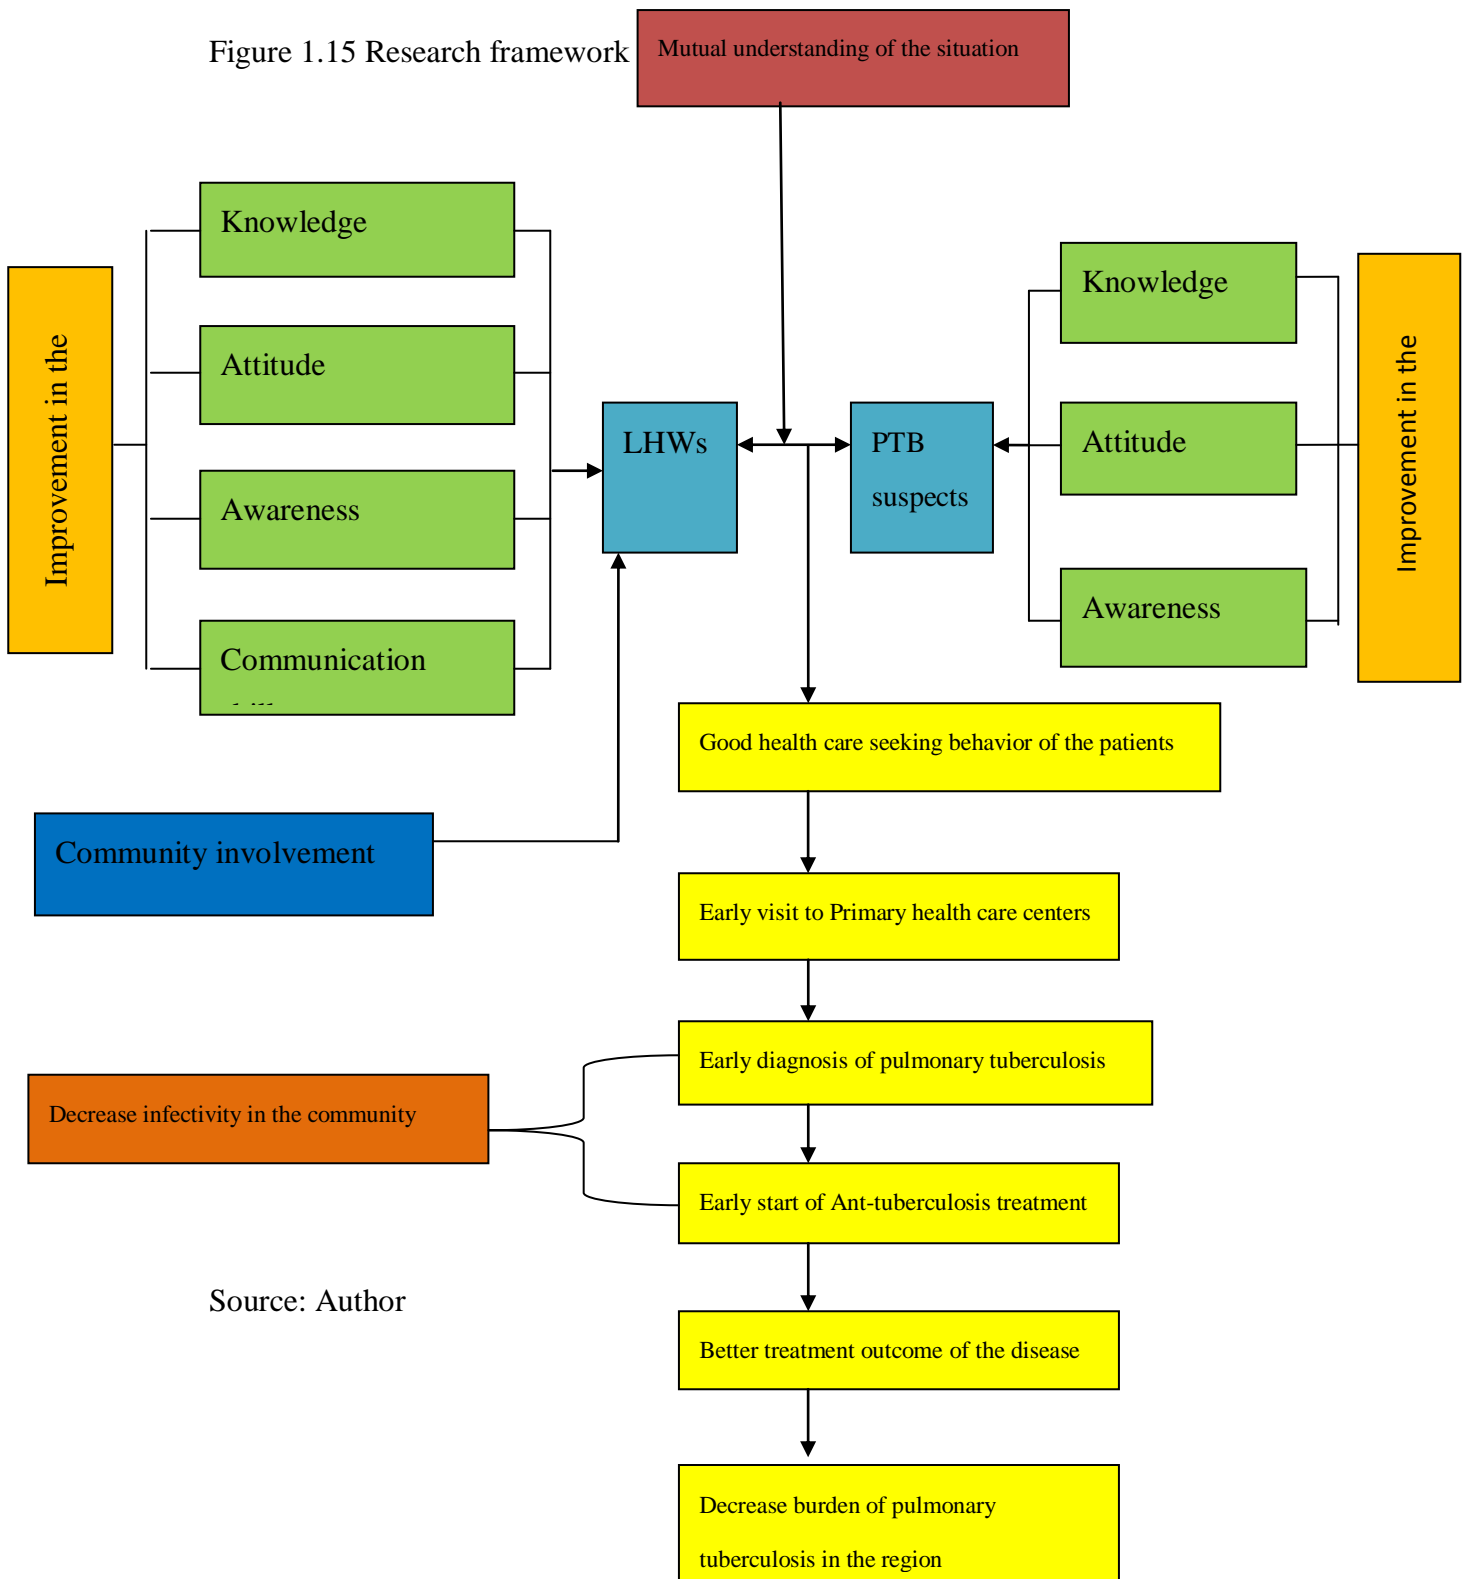 Figure 1.15 Research framework
Mutual understanding of the situation
Improvement in the
Knowledge
Attitude
Awareness
Communication
LHWs
PTB
suspects
Knowledge
Attitude
Awareness
Improvement in the
Good health care seeking behavior of the patients
Community involvement
Early visit to Primary health care centers
Early diagnosis of pulmonary tuberculosis
Decrease infectivity in the community
Early start of Ant-tuberculosis treatment
Source: Author
Better treatment outcome of the disease
Decrease burden of pulmonary
tuberculosis in the region